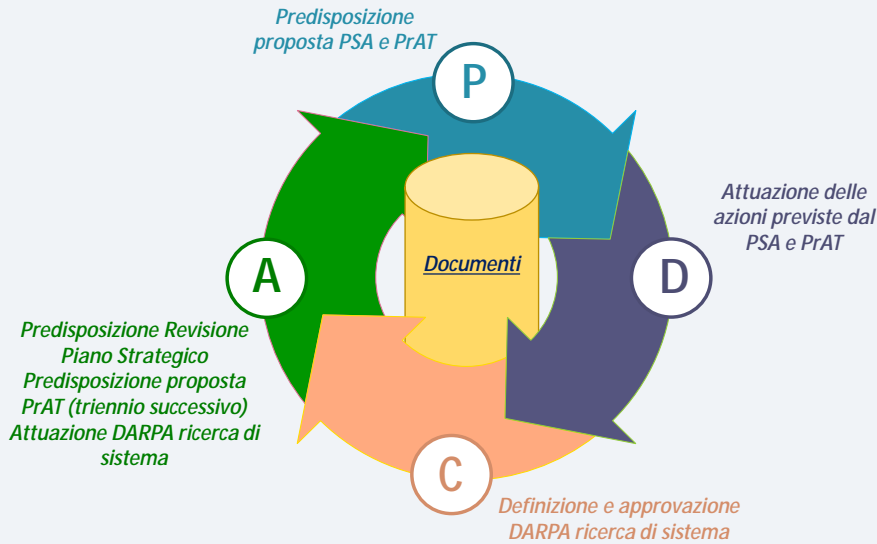 Predisposizione
proposta PSA e PrAT
P
Attuazione delle
azioni previste dal
PSA e PrAT
D
Documenti
A
Predisposizione Revisione
Piano Strategico
Predisposizione proposta
PrAT (triennio successivo)
Attuazione DARPA ricerca di
sistema
C
Definizione e approvazione
DARPA ricerca di sistema